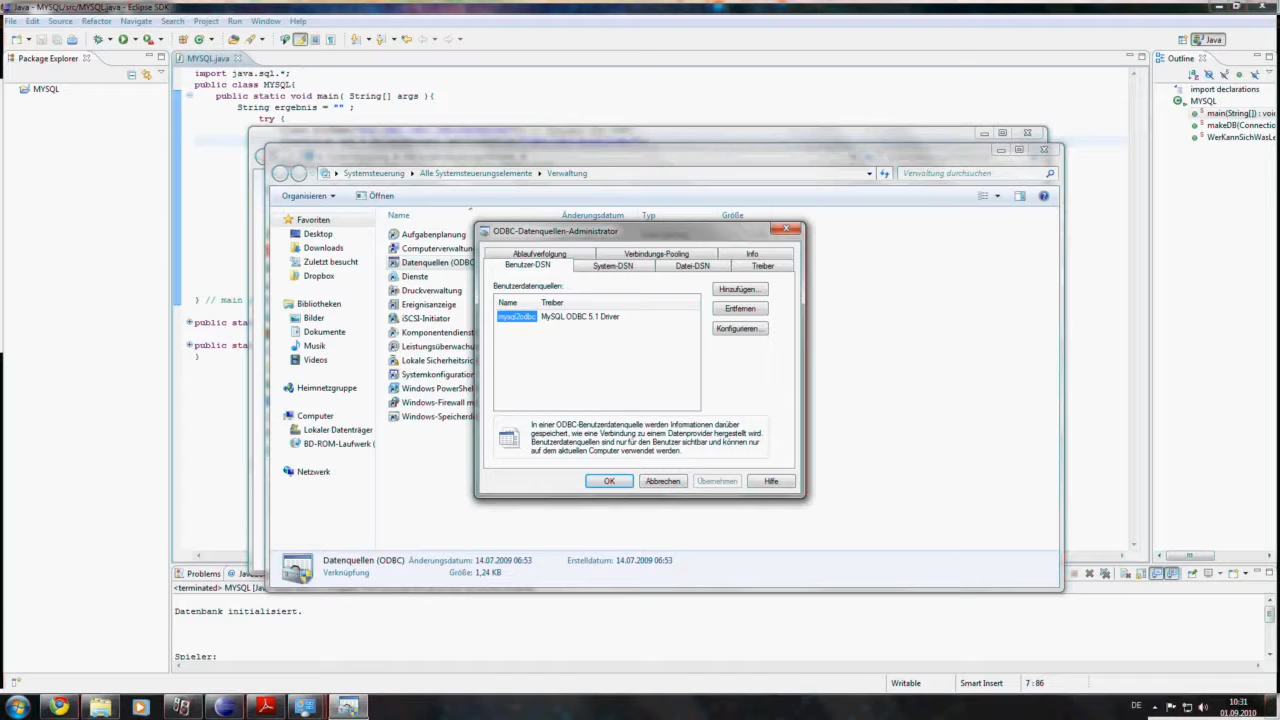 Java - MYSQL/src/MYSQL.java - Eclipse SDK
File Edit Source Refactor Navigate Search Project Run Window Help
Java
Package Explorer
MYSQL
MYSQL.java
import java.sql.*;
public class MYSQL{
public static void main( String[] args ){
String ergebnis = "" ;
try {
} // main
public sta
public sta
}
Outline
import declarations
MYSQL
main(String[]) : voi
makeDB(Connectio
WerKannSichWasLe
Systemsteuerung
Alle Systemsteuerungselemente
Verwaltung
Verwaltung durchsuchen
Organisieren
Öffnen
Favoriten
Desktop
Downloads
Zuletzt besucht
Dropbox
Bibliotheken
Bilder
Dokumente
Musik
Videos
Heimnetzgruppe
Computer
Lokaler Datenträger
BD-ROM-Laufwerk (
Netzwerk
Name Änderungsdatum Typ Größe
Aufgabenplanung
Computerverwaltun
Datenquellen (ODBC
Dienste
Druckverwaltung
Ereignisanzeige
iSCSI-Initiator
Komponentendienst
Leistungsüberwachu
Lokale Sicherheitsric
Systemkonfiguration
Windows PowerShel
Windows-Firewall m
Windows-Speicherd
ODBC-Datenquellen-Administrator
Ablaufverfolgung Verbindungs-Pooling Info
Benutzer-DSN System-DSN Datei-DSN Treiber
Benutzerdatenquellen:
Name Treiber
mysql2odbc MySQL ODBC 5.1 Driver
Hinzufügen...
Entfernen
Konfigurieren...
In einer ODBC-Benutzerdatenquelle werden Informationen darüber
gespeichert, wie eine Verbindung zu einem Datenprovider hergestellt wird.
Benutzerdatenquellen sind nur für den Benutzer sichtbar und können nur
auf dem aktuellen Computer verwendet werden.
OK Abbrechen Übernehmen Hilfe
Datenquellen (ODBC) Änderungsdatum: 14.07.2009 06:53 Erstelldatum: 14.07.2009 06:53
Verknüpfung Größe: 1,24 KB
Problems @
<terminated> MYSQL [
Datenbank initialisiert.
Spieler:
Writable Smart Insert 7 : 86
DE
10:31
01.09.2010